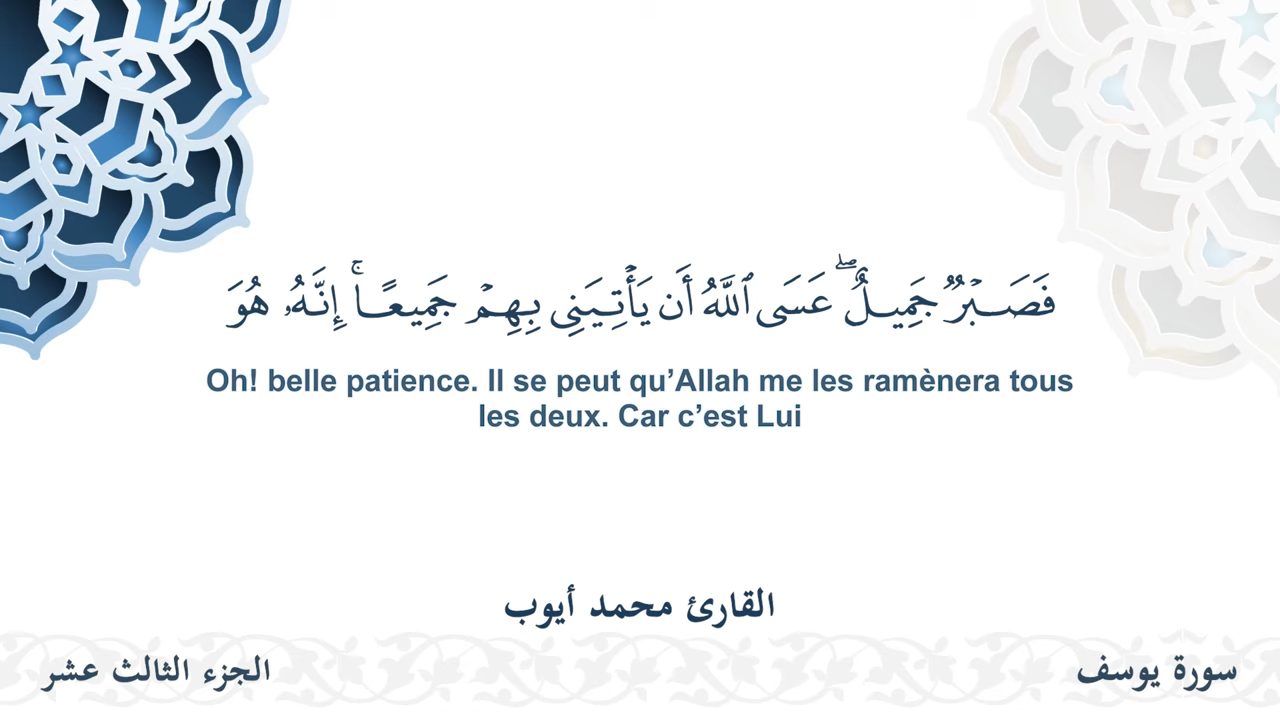 فَصَبْرٌ جَمِيلٌ ۖ عَسَى ٱللَّهُ أَن يَأْتِيَنِى بِهِمْ جَمِيعًا ۚ إِنَّهُۥ هُوَ
Oh! belle patience. Il se peut qu’Allah me les ramènera tous
les deux. Car c’est Lui
القارئ محمد أيوب
سورة يوسف
الجزء الثالث عشر